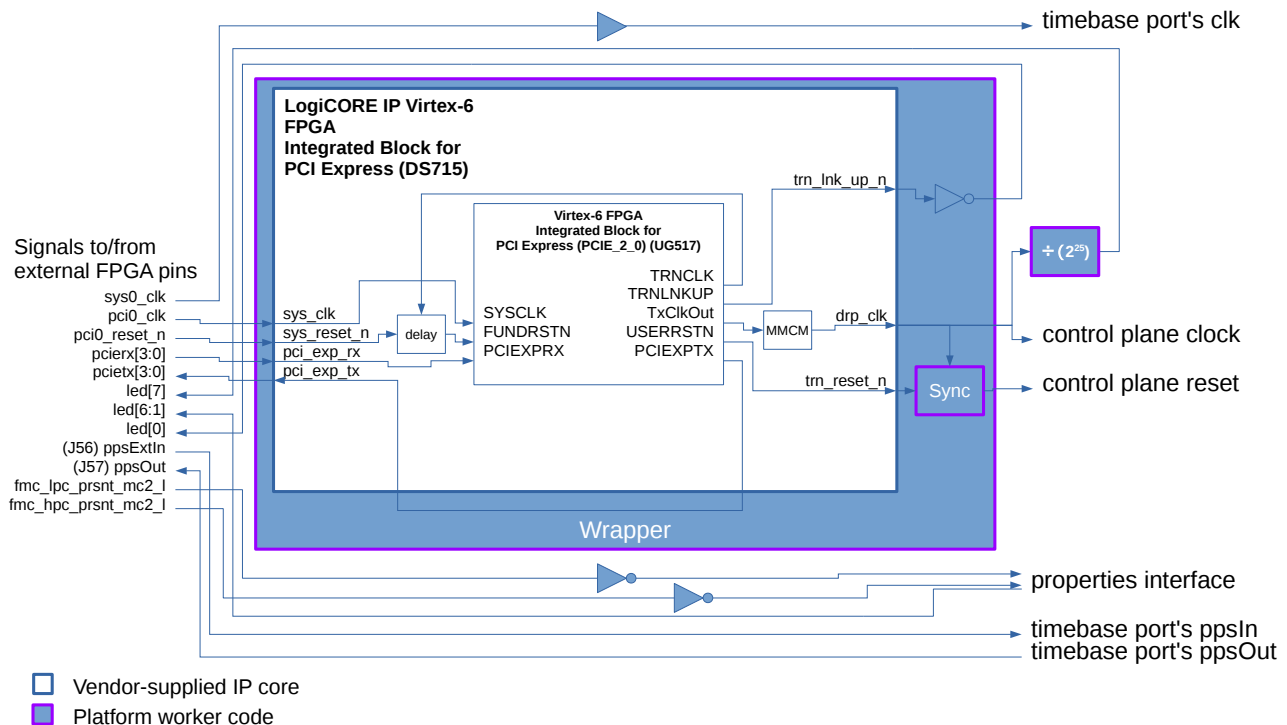 timebase port's clk
LogiCORE IP Virtex-6
FPGA
Integrated Block for
PCI Express (DS715)
trn_lnk_up_n
Virtex-6 FPGA
Integrated Block for
PCI Express (PCIE_2_0) (UG517)
÷ (2²⁵)
Signals to/from
external FPGA pins
sys0_clk
pci0_clk
pci0_reset_n
pcierx[3:0]
pcietx[3:0]
led[7]
led[6:1]
led[0]
(J56) ppsExtIn
(J57) ppsOut
fmc_lpc_prsnt_mc2_l
fmc_hpc_prsnt_mc2_l
sys_clk
sys_reset_n
pci_exp_rx
pci_exp_tx
delay
SYSCLK
FUNDRSTN
PCIEXPRX
TRNCLK
TRNLNKUP
TxClkOut
USERRSTN
PCIEXPTX
MMCM
drp_clk
trn_reset_n
Sync
control plane clock
control plane reset
Wrapper
properties interface
timebase port's ppsIn
timebase port's ppsOut
Vendor-supplied IP core
Platform worker code